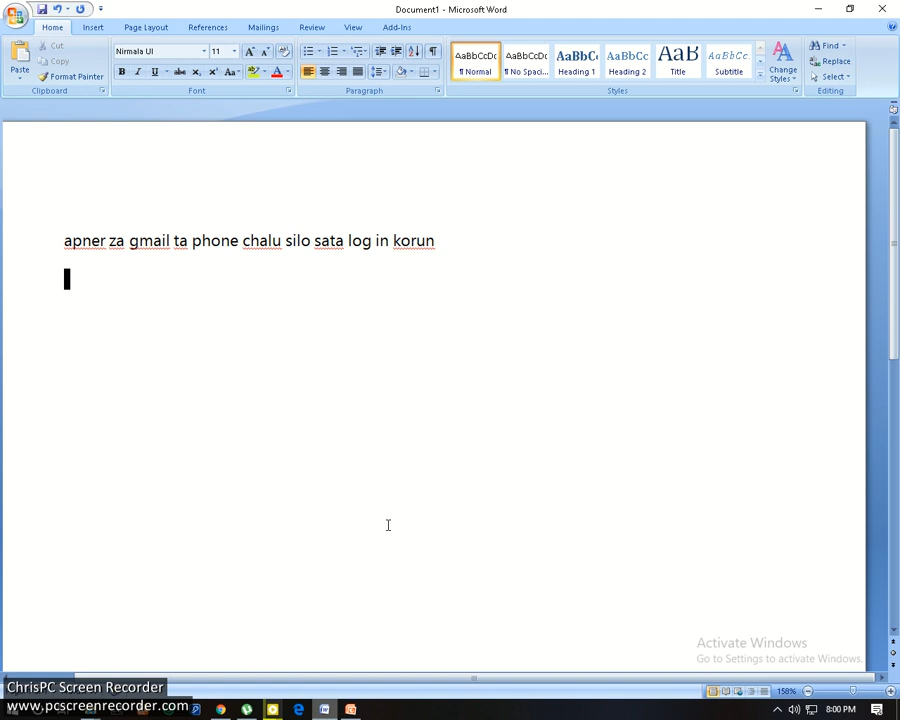 Document1 - Microsoft Word
Home Insert Page Layout References Mailings Review View Add-Ins
Cut
Copy
Format Painter
Paste
Clipboard
Nirmala UI 11
Font
Paragraph
AaBbCcDc AaBbCcDc AaBbCc AaBbCc AaB AaBbCc.
¶ Normal ¶ No Spaci... Heading 1 Heading 2 Title Subtitle
Change
Styles
Styles
Find
Replace
Select
Editing
apner za gmail ta phone chalu silo sata log in korun
Activate Windows
Go to Settings to activate Windows.
158%
ChrisPC Screen Recorder
www.pcscreenrecorder.com
8:00 PM